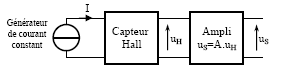 Générateur
de courant
constant
I
Capteur
Hall
uH
Ampli
uS=A.uH
uS